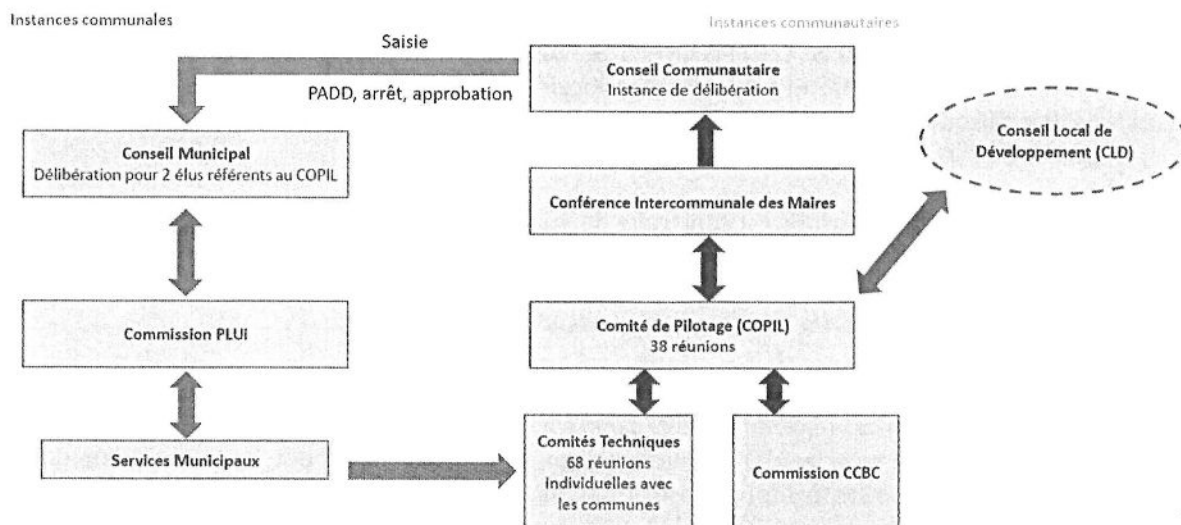 Instances communales
Instances communautaires
Saisie
PADD, arrêt, approbation
Conseil Communautaire
Instance de délibération
Conseil Local de
Développement (CLD)
Conseil Municipal
Délibération pour 2 élus référents au COPIL
Conférence Intercommunale des Maires
Commission PLUi
Comité de Pilotage (COPIL)
38 réunions
Services Municipaux
Comités Techniques
68 réunions
individuelles avec
les communes
Commission CCBC